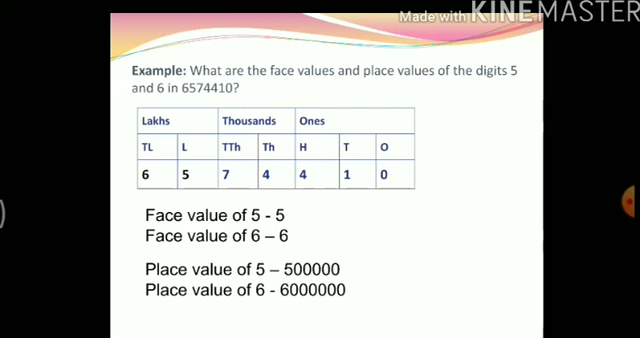 Made with KINEMASTER
Example: What are the face values and place values of the digits 5
and 6 in 6574410?
Lakhs Thousands Ones
TL L TTh Th H T O
6 5 7 4 4 1 0
Face value of 5 - 5
Face value of 6 – 6
Place value of 5 – 500000
Place value of 6 - 6000000
)